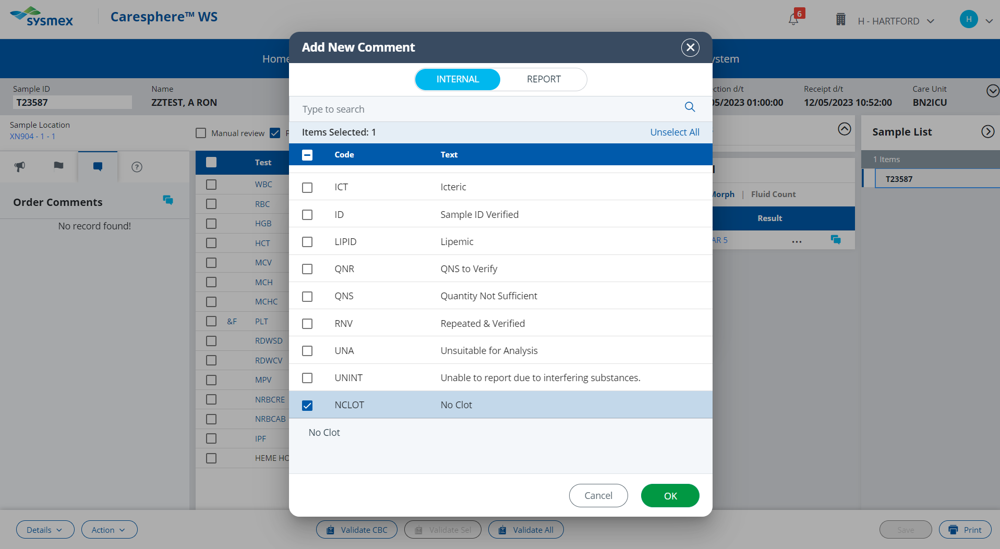 sysmex
Caresphere™ WS
6
H - HARTFORD
H
Add New Comment
Home
System
INTERNAL
REPORT
Sample ID
T23587
Name
ZZTEST, A RON
ction d/t
05/2023 01:00:00
Receipt d/t
12/05/2023 10:52:00
Care Unit
BN2ICU
Type to search
Sample Location
XN904 - 1 - 1
Manual review
P
Items Selected: 1
Unselect All
Sample List
1 Items
T23587
Code
Text
Test
WBC
RBC
HGB
HCT
MCV
MCH
MCHC
&F PLT
RDWSD
RDWCV
MPV
NRBCRE
NRBCAB
IPF
HEME HO
?
Order Comments
No record found!
ICT Icteric
ID Sample ID Verified
LIPID Lipemic
QNR QNS to Verify
QNS Quantity Not Sufficient
RNV Repeated & Verified
UNA Unsuitable for Analysis
UNINT Unable to report due to interfering substances.
NCLOT No Clot
No Clot
Morph | Fluid Count
Result
AR 5
...
Cancel
OK
Details
Action
Validate CBC
Validate Sel
Validate All
Save
Print